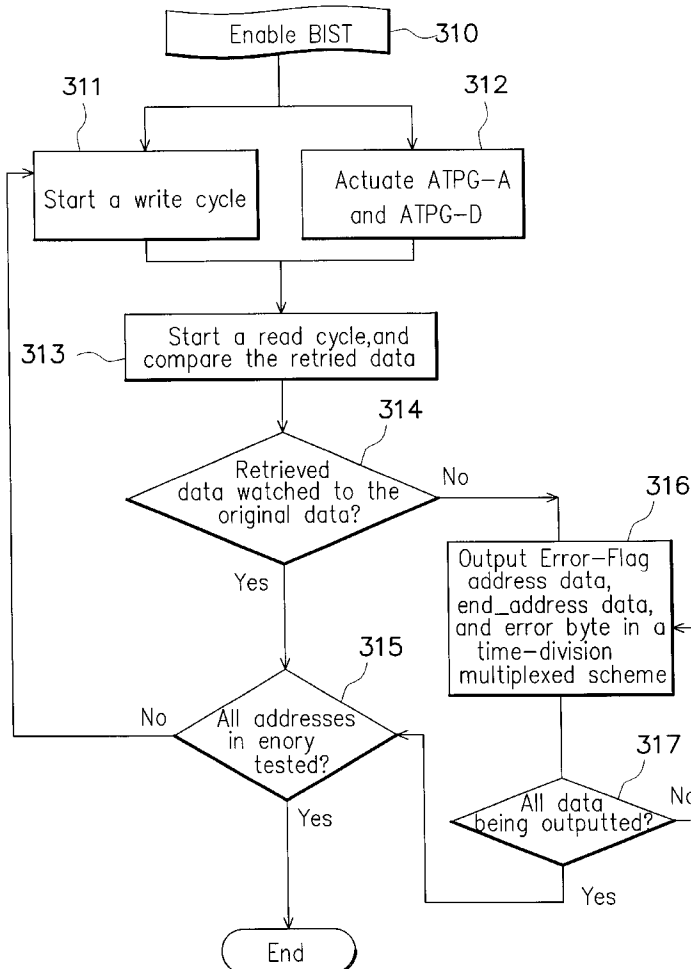 Enable BIST
310
311
312
Start a write cycle
Actuate ATPG-A
and ATPG-D
313
Start a read cycle,and
compare the retried data
314
Retrieved
data watched to the
original data?
No
Yes
316
Output Error-Flag
address data,
end_address data,
and error byte in a
time-division
multiplexed scheme
315
All addresses
in enory
tested?
No
Yes
317
All data
being outputted?
No
Yes
End